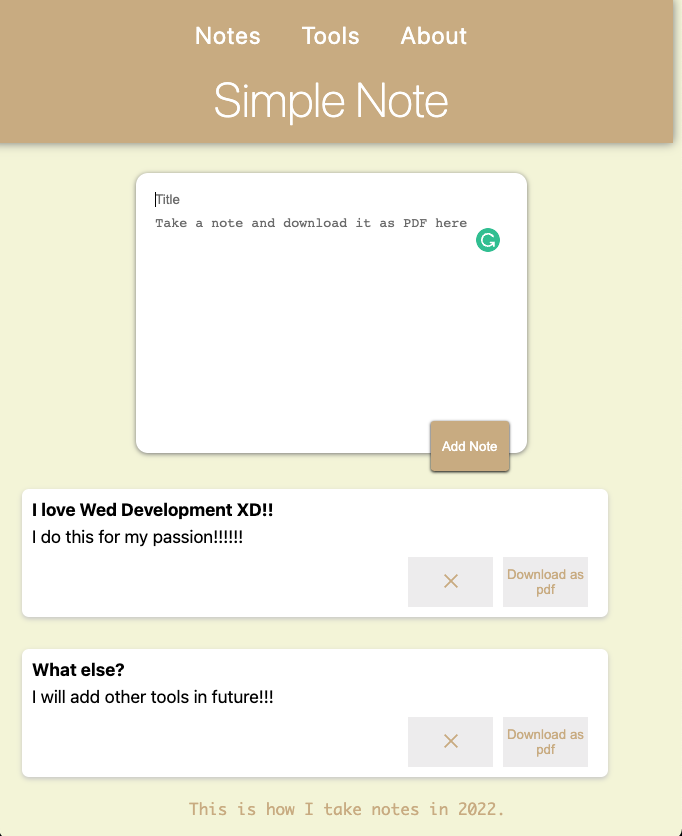 Notes Tools About
Simple Note
Title
Take a note and download it as PDF here
Add Note
I love Wed Development XD!!
I do this for my passion!!!!!!
Download as
pdf
What else?
I will add other tools in future!!!
Download as
pdf
This is how I take notes in 2022.